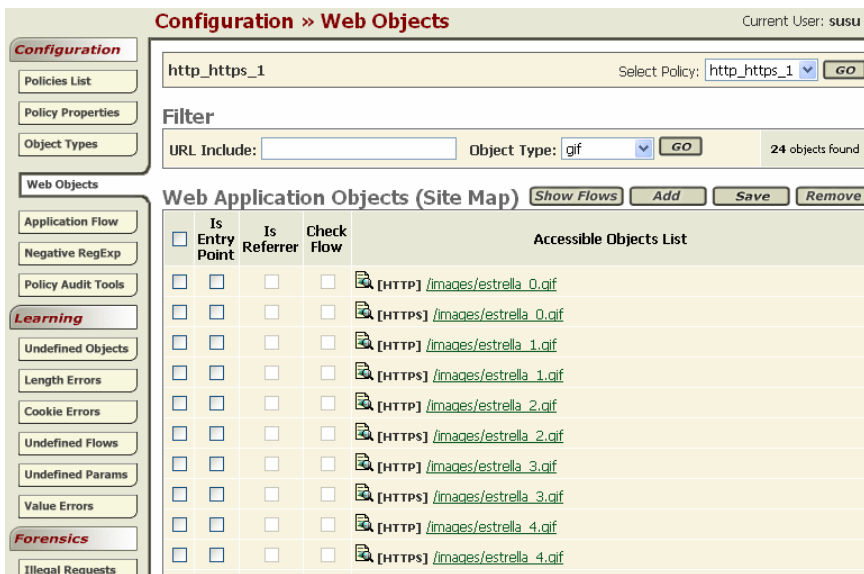 Configuration » Web Objects
Current User: susu
Configuration
Policies List
Policy Properties
Object Types
Web Objects
Application Flow
Negative RegExp
Policy Audit Tools
Learning
Undefined Objects
Length Errors
Cookie Errors
Undefined Flows
Undefined Params
Value Errors
Forensics
Illegal Requests
http_https_1
Select Policy: http_https_1 GO
Filter
URL Include: Object Type: gif GO 24 objects found
Web Application Objects (Site Map) Show Flows Add Save Remove
Is Entry Point Is Referrer Check Flow Accessible Objects List
[HTTP] /images/estrella_0.gif
[HTTPS] /images/estrella_0.gif
[HTTP] /images/estrella_1.gif
[HTTPS] /images/estrella_1.gif
[HTTP] /images/estrella_2.gif
[HTTPS] /images/estrella_2.gif
[HTTP] /images/estrella_3.gif
[HTTPS] /images/estrella_3.gif
[HTTP] /images/estrella_4.gif
[HTTPS] /images/estrella_4.gif